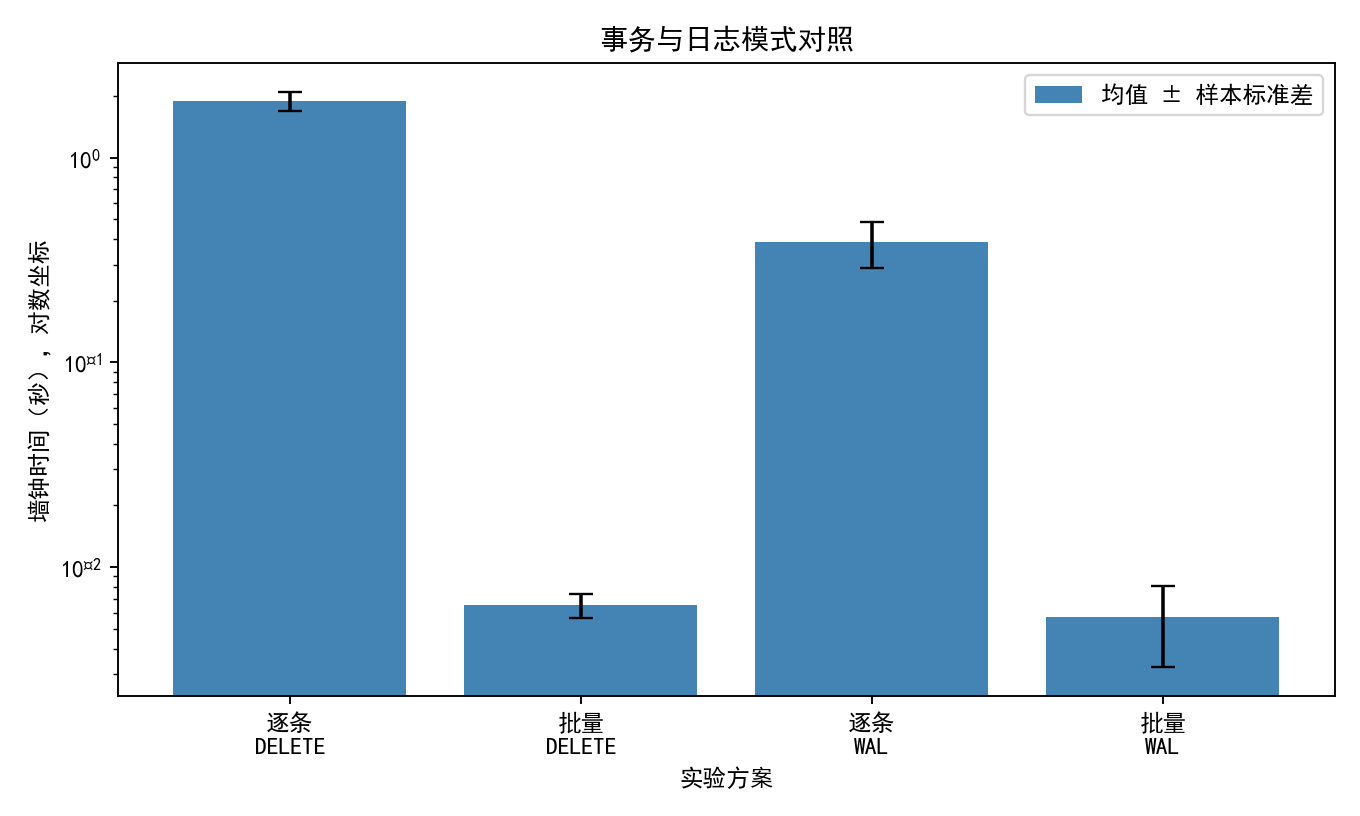 事务与日志模式对照
均值 ± 样本标准差
墙钟时间（秒），对数坐标
10⁰
10¤1
10¤2
逐条
DELETE
批量
DELETE
逐条
WAL
批量
WAL
实验方案